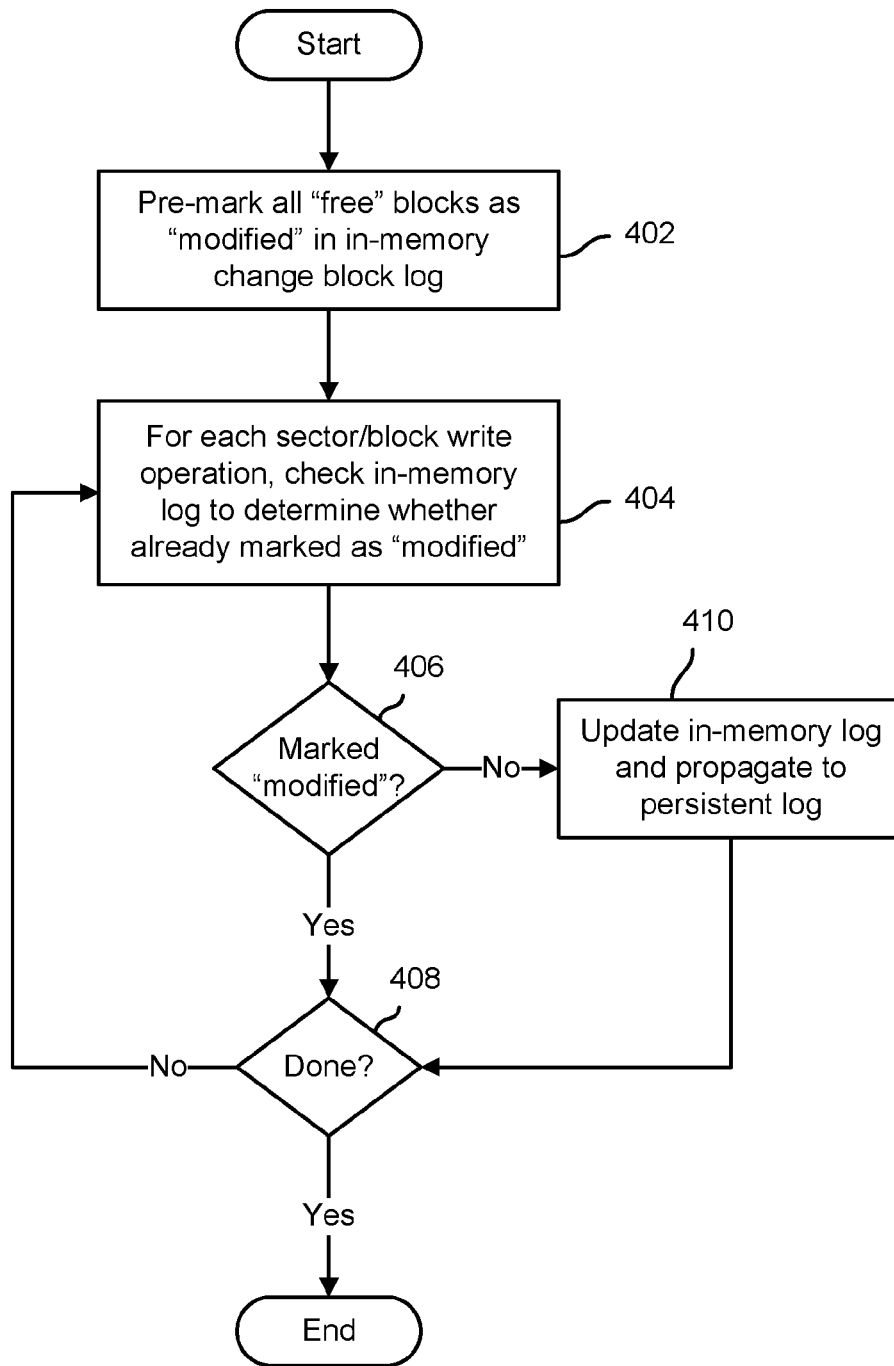 Start
Pre-mark all “free” blocks as
“modified” in in-memory
change block log
402
For each sector/block write
operation, check in-memory
log to determine whether
already marked as “modified”
404
406
Marked
“modified”?
No
410
Update in-memory log
and propagate to
persistent log
Yes
408
Done?
No
Yes
End